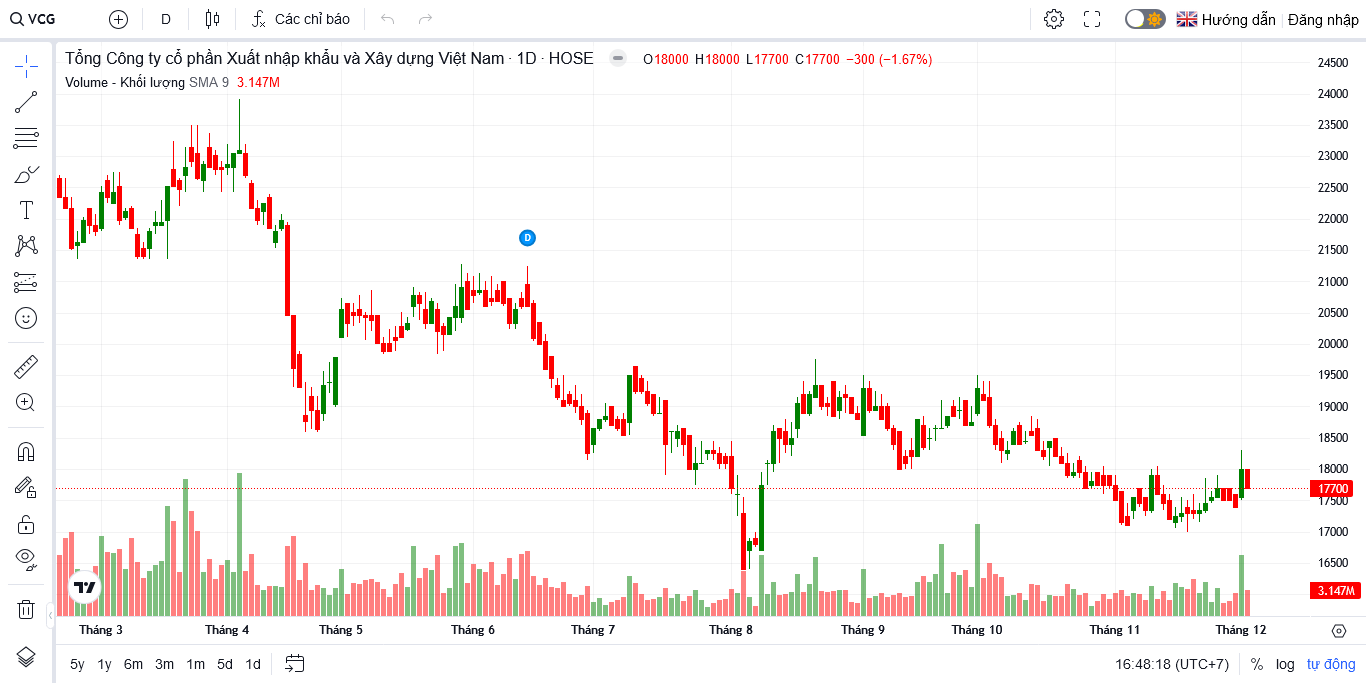 VCG D Các chỉ báo Hướng dẫn Đăng nhập
Tổng Công ty cổ phần Xuất nhập khẩu và Xây dựng Việt Nam · 1D · HOSE O18000 H18000 L17700 C17700 −300 (−1.67%)
Volume - Khối lượng SMA 9 3.147M
D
24500
24000
23500
23000
22500
22000
21500
21000
20500
20000
19500
19000
18500
18000
17700
17500
17000
16500
3.147M
Tháng 3 Tháng 4 Tháng 5 Tháng 6 Tháng 7 Tháng 8 Tháng 9 Tháng 10 Tháng 11 Tháng 12
5y 1y 6m 3m 1m 5d 1d 16:48:18 (UTC+7) % log tự động